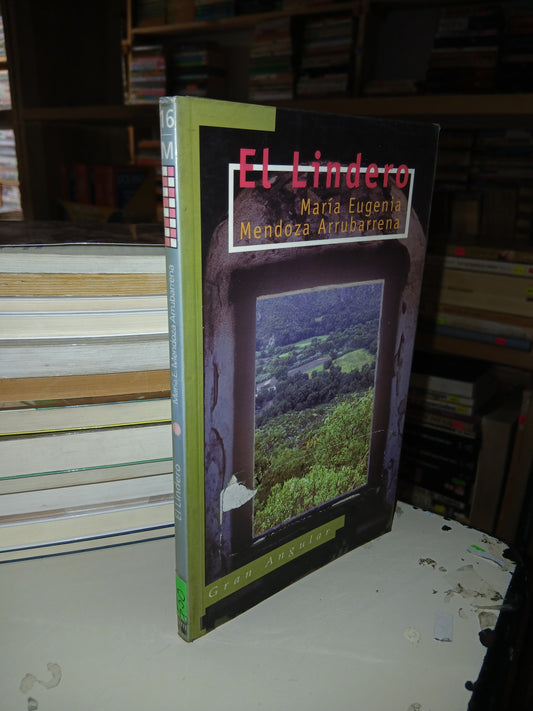 El Lindero
María Eugenia
Mendoza Arrubarrena
Gran Angular
16
M
María E. Mendoza Arrubarrena
El Lindero